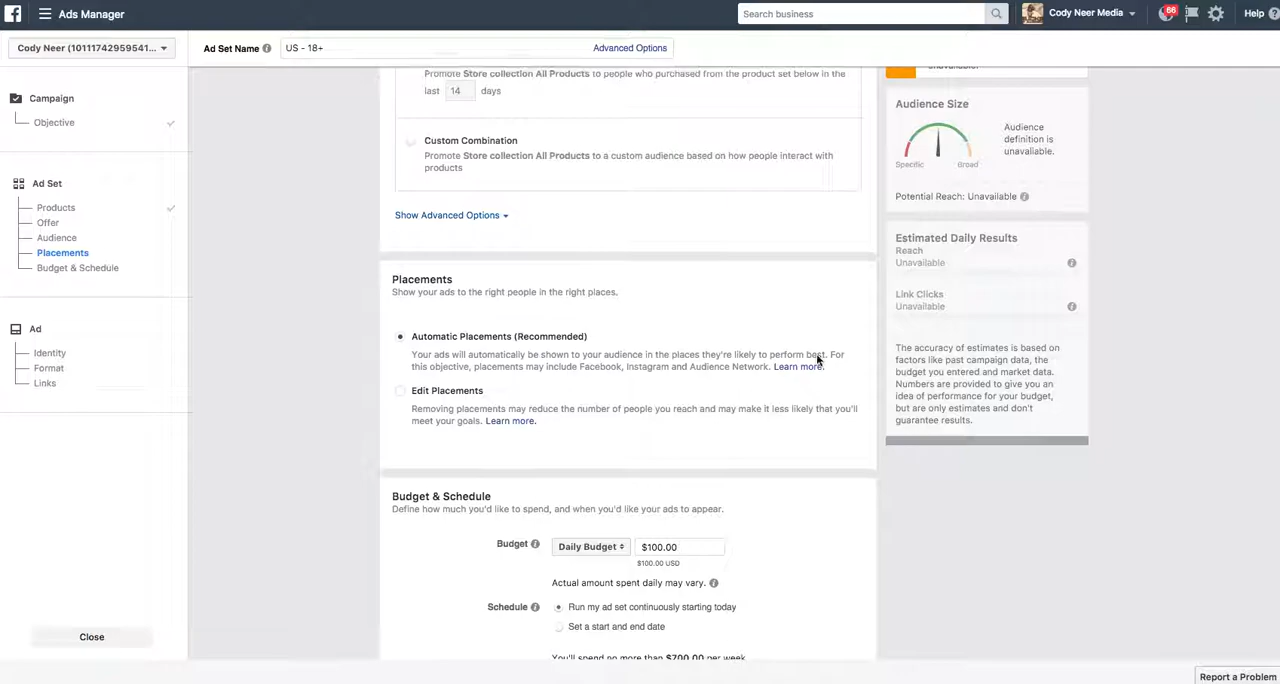 Ads Manager
Search business
Cody Neer Media
66
Help
Cody Neer (10111742959541...
Ad Set Name
US - 18+
Advanced Options
Campaign
Objective
Ad Set
Products
Offer
Audience
Placements
Budget & Schedule
Ad
Identity
Format
Links
Close
Promote Store collection All Products to people who purchased from the product set below in the
last 14 days
Custom Combination
Promote Store collection All Products to a custom audience based on how people interact with
products
Show Advanced Options
Placements
Show your ads to the right people in the right places.
Automatic Placements (Recommended)
Your ads will automatically be shown to your audience in the places they're likely to perform best. For
this objective, placements may include Facebook, Instagram and Audience Network. Learn more.
Edit Placements
Removing placements may reduce the number of people you reach and may make it less likely that you'll
meet your goals. Learn more.
Budget & Schedule
Define how much you'd like to spend, and when you'd like your ads to appear.
Budget
Daily Budget
$100.00
$100.00 USD
Actual amount spent daily may vary.
Schedule
Run my ad set continuously starting today
Set a start and end date
You'll spend no more than $700.00 per week
unavailable.
Audience Size
Audience
definition is
unavailable.
Specific
Broad
Potential Reach: Unavailable
Estimated Daily Results
Reach
Unavailable
Link Clicks
Unavailable
The accuracy of estimates is based on
factors like past campaign data, the
budget you entered and market data.
Numbers are provided to give you an
idea of performance for your budget,
but are only estimates and don't
guarantee results.
Report a Problem